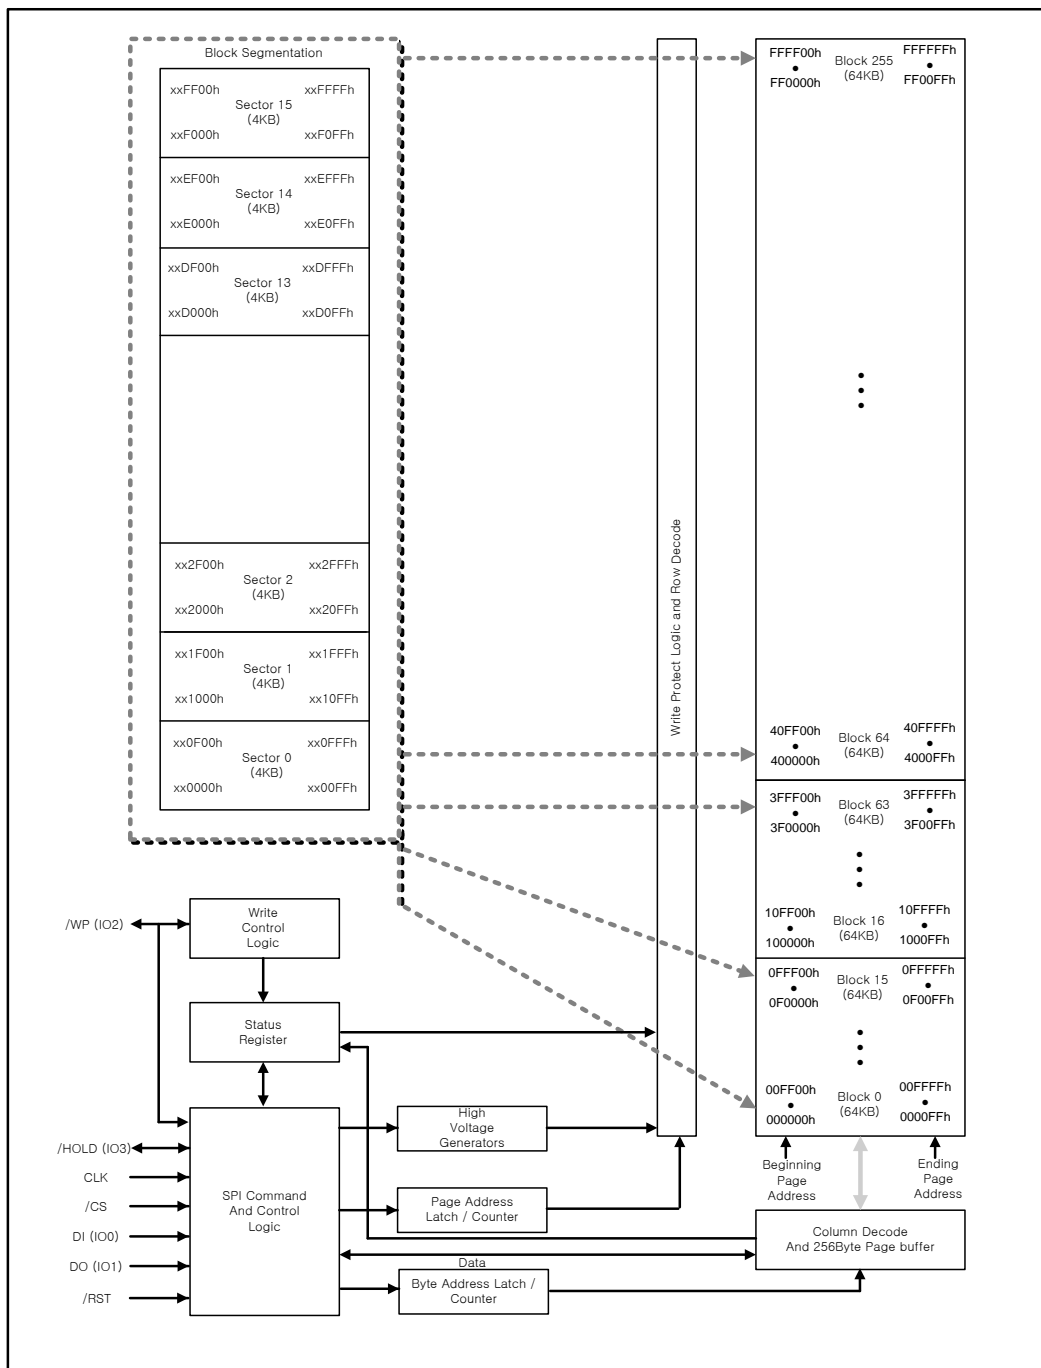 Block Segmentation
xxFF00h xxFFFFh
Sector 15
(4KB)
xxF000h xxF0FFh
xxEF00h xxEFFFh
Sector 14
(4KB)
xxE000h xxE0FFh
xxDF00h xxDFFFh
Sector 13
(4KB)
xxD000h xxD0FFh
xx2F00h xx2FFFh
Sector 2
(4KB)
xx2000h xx20FFh
xx1F00h xx1FFFh
Sector 1
(4KB)
xx1000h xx10FFh
xx0F00h xx0FFFh
Sector 0
(4KB)
xx0000h xx00FFh
Write Protect Logic and Row Decode
FFFF00h Block 255 FFFFFFh
(64KB)
FF0000h FF00FFh
40FF00h Block 64 40FFFFh
(64KB)
400000h 4000FFh
3FFF00h Block 63 3FFFFFh
(64KB)
3F0000h 3F00FFh
10FF00h Block 16 10FFFFh
(64KB)
100000h 1000FFh
0FFF00h Block 15 0FFFFFh
(64KB)
0F0000h 0F00FFh
00FF00h Block 0 00FFFFh
(64KB)
000000h 0000FFh
Beginning
Page
Address
Ending
Page
Address
/WP (IO2)
Write
Control
Logic
Status
Register
/HOLD (IO3)
CLK
/CS
DI (IO0)
DO (IO1)
/RST
SPI Command
And Control
Logic
High
Voltage
Generators
Page Address
Latch / Counter
Data
Byte Address Latch /
Counter
Column Decode
And 256Byte Page buffer